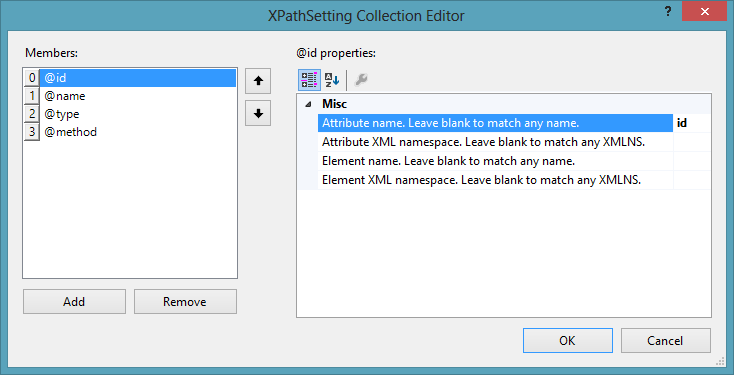 XPathSetting Collection Editor
?
Members:
@id properties:
0 @id
1 @name
2 @type
3 @method
A
Z
Misc
Attribute name. Leave blank to match any name. id
Attribute XML namespace. Leave blank to match any XMLNS.
Element name. Leave blank to match any name.
Element XML namespace. Leave blank to match any XMLNS.
Add Remove
OK Cancel